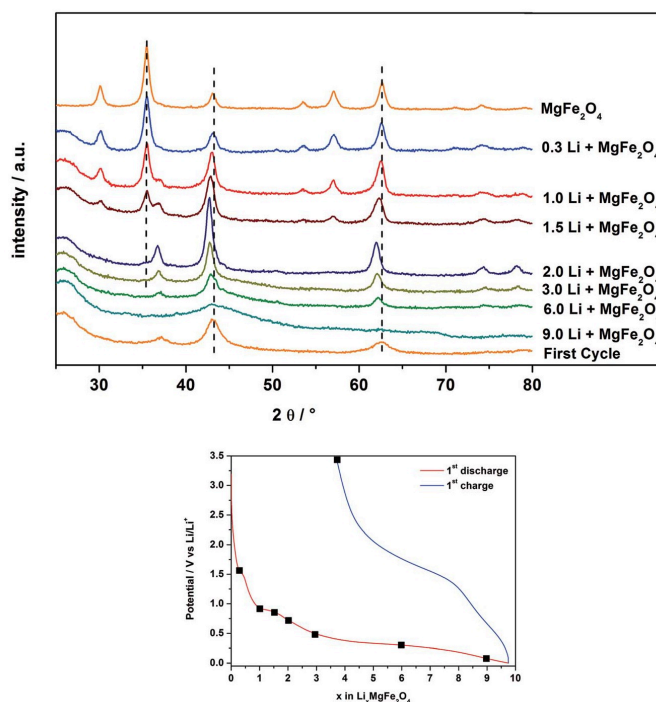 intensity / a.u.
MgFe₂O₄
0.3 Li + MgFe₂O₄
1.0 Li + MgFe₂O₄
1.5 Li + MgFe₂O₄
2.0 Li + MgFe₂O₄
3.0 Li + MgFe₂O₄
6.0 Li + MgFe₂O₄
9.0 Li + MgFe₂O₄
First Cycle
30 40 50 60 70 80
2 θ / °
Potential / V vs Li/Li⁺
3.5
3.0
2.5
2.0
1.5
1.0
0.5
0.0
1ˢᵗ discharge
1ˢᵗ charge
0 1 2 3 4 5 6 7 8 9 10
x in LiₓMgFe₂O₄